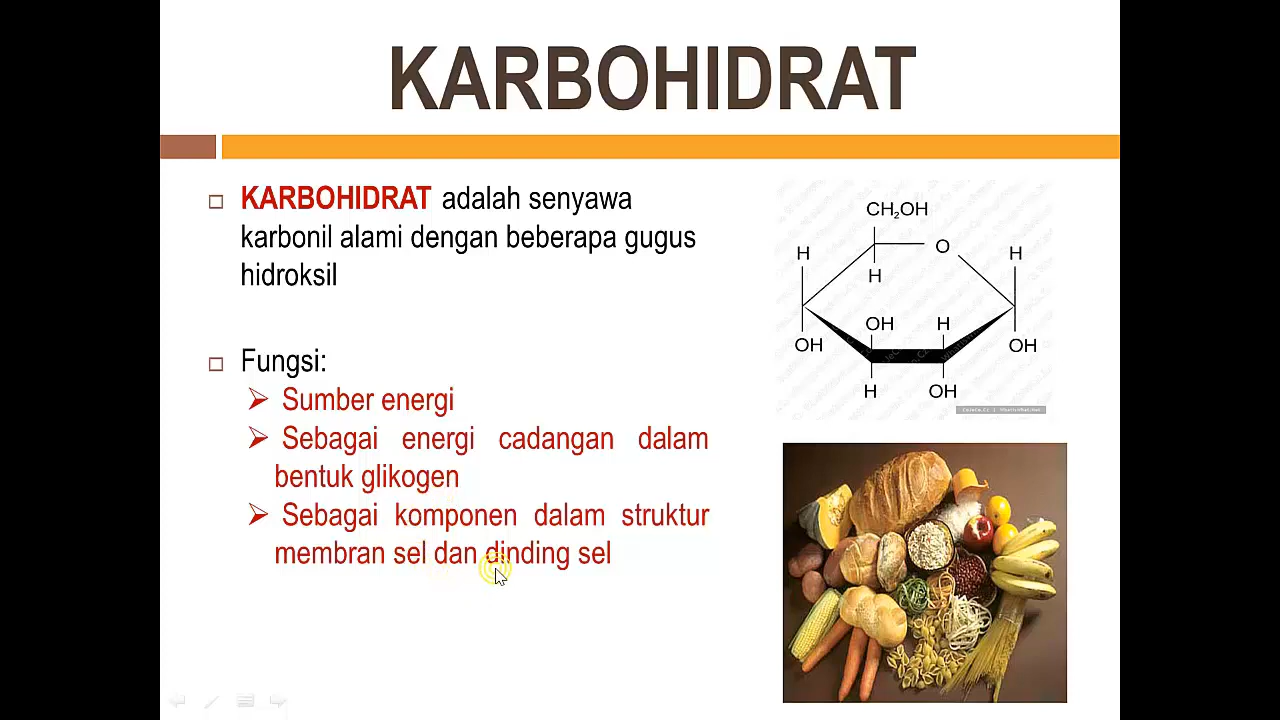 KARBOHIDRAT
KARBOHIDRAT adalah senyawa
karbonil alami dengan beberapa gugus
hidroksil
Fungsi:
Sumber energi
Sebagai energi cadangan dalam
bentuk glikogen
Sebagai komponen dalam struktur
membran sel dan dinding sel
CH₂OH
H O H
H
OH H
OH OH
H OH